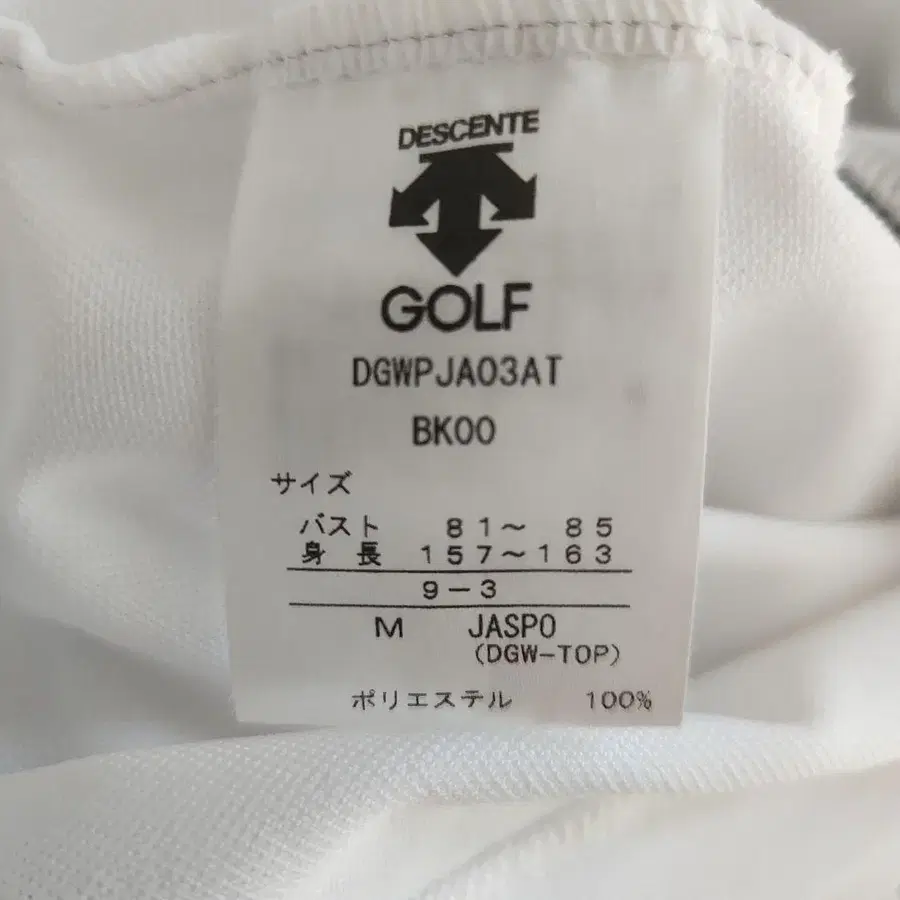 DESCENTE
GOLF
DGWPJA03AT
BK00
サイズ
バスト 81～ 85
身 長 157～163
9－3
M JASPO
(DGW-TOP)
ポリエステル 100%